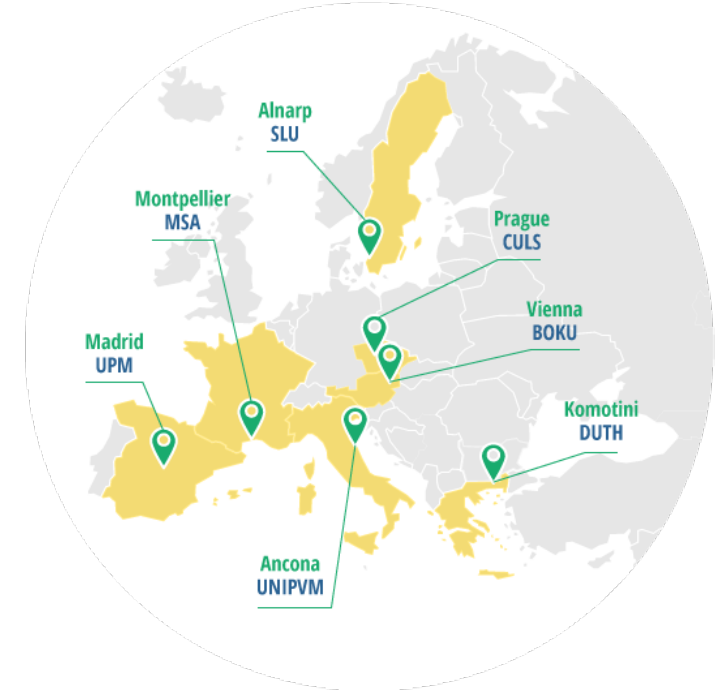 Alnarp
SLU
Montpellier
MSA
Prague
CULS
Vienna
BOKU
Madrid
UPM
Komotini
DUTH
Ancona
UNIPVM